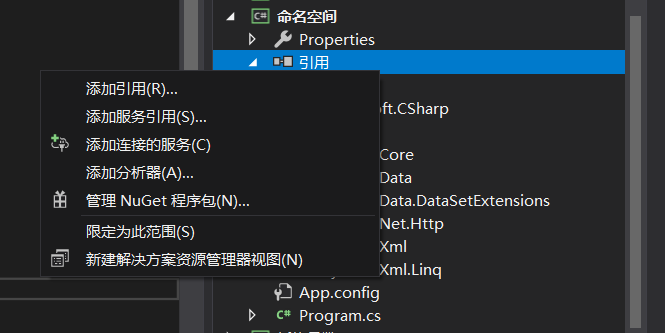 命名空间
Properties
引用
添加引用(R)...
添加服务引用(S)...
ft.CSharp
添加连接的服务(C)
Core
添加分析器(A)...
Data
管理 NuGet 程序包(N)...
Data.DataSetExtensions
Net.Http
限定为此范围(S)
Xml
新建解决方案资源管理器视图(N)
Xml.Linq
App.config
C# Program.cs